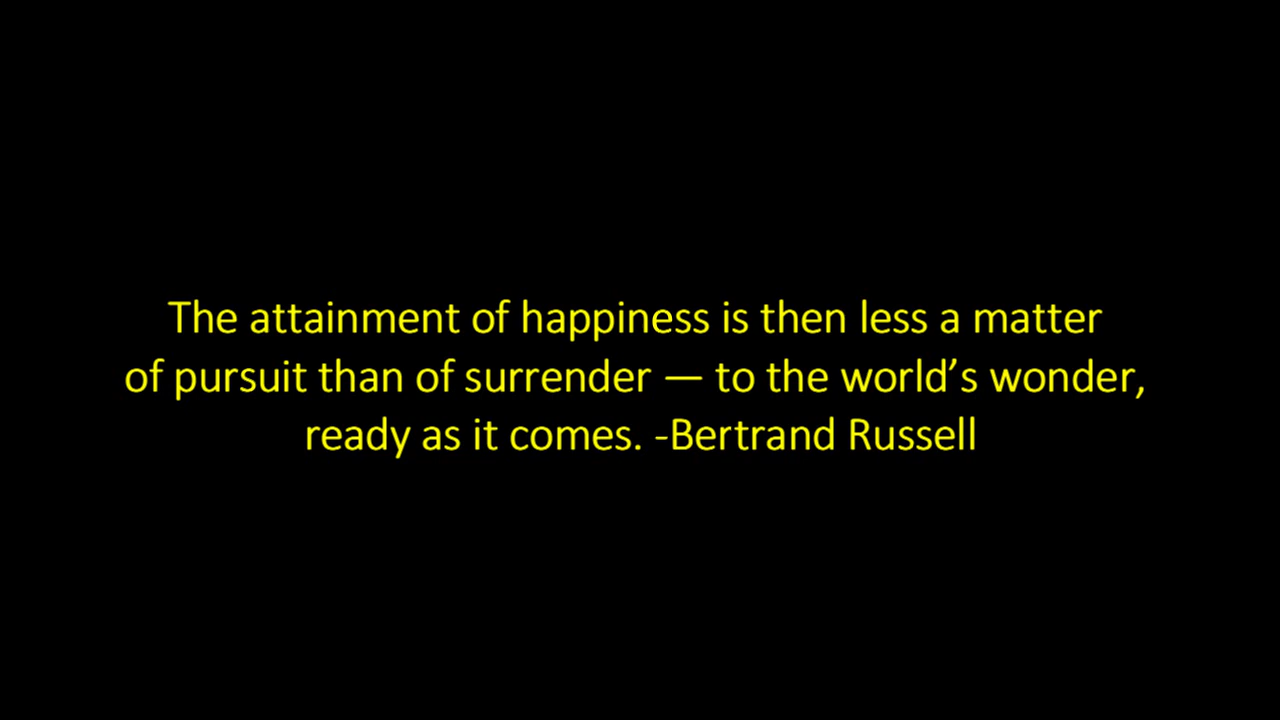 The attainment of happiness is then less a matter
of pursuit than of surrender — to the world’s wonder,
ready as it comes. -Bertrand Russell